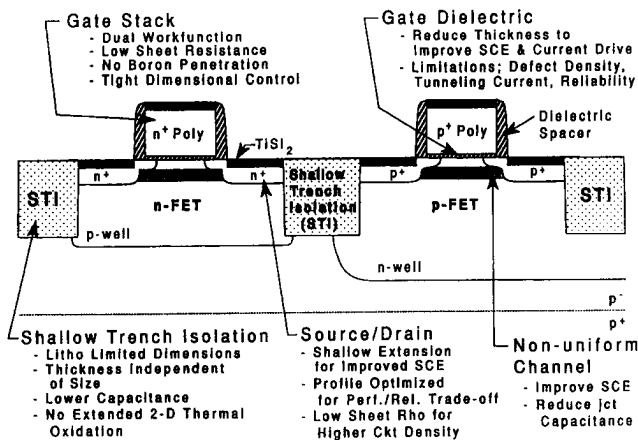 Gate Stack
- Dual Workfunction
- Low Sheet Resistance
- No Boron Penetration
- Tight Dimensional Control
Gate Dielectric
- Reduce Thickness to
Improve SCE & Current Drive
- Limitations; Defect Density,
Tunneling Current, Reliability
n+ Poly
TiSi2
p+ Poly
Dielectric
Spacer
STI
n+
n+
n-FET
p-well
Shallow
Trench
Isolation
(STI)
p+
p+
p-FET
n-well
STI
p-
p+
Shallow Trench Isolation
- Litho Limited Dimensions
- Thickness Independent
of Size
- Lower Capacitance
- No Extended 2-D Thermal
Oxidation
Source/Drain
- Shallow Extension
for Improved SCE
- Profile Optimized
for Perf./Rel. Trade-off
- Low Sheet Rho for
Higher Ckt Density
Non-uniform
Channel
- Improve SCE
- Reduce jct
Capacitance